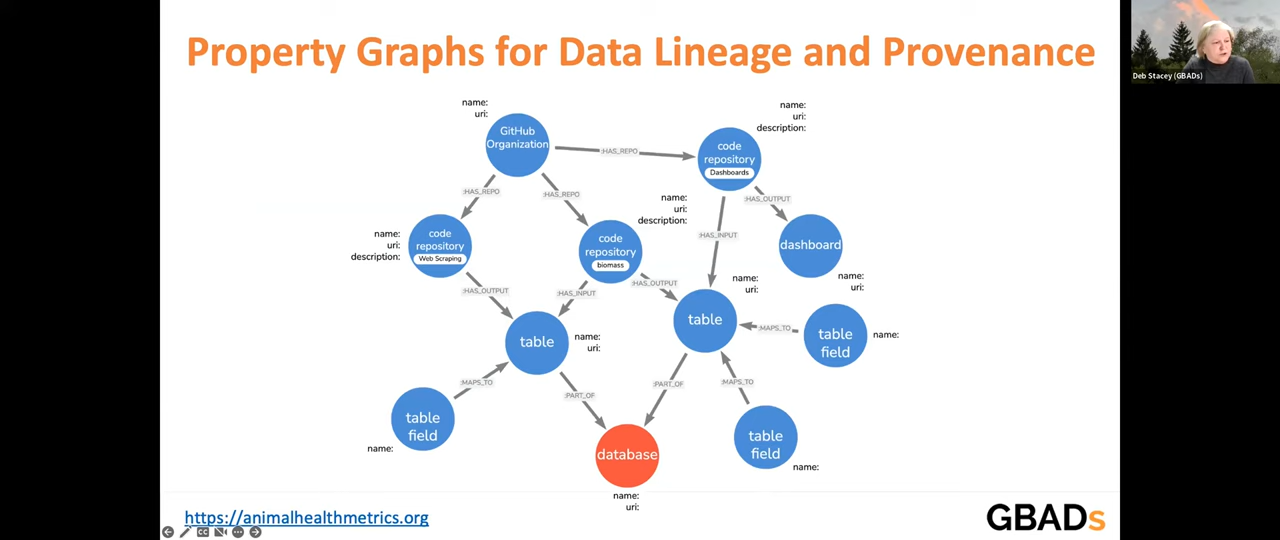 Property Graphs for Data Lineage and Provenance
Deb Stacey (GBADs)
name:
uri:
GitHub
Organization
:HAS_REPO
name:
uri:
description:
code
repository
Dashboards
:HAS_REPO
:HAS_REPO
:HAS_OUTPUT
name:
uri:
description:
code
repository
Web Scraping
name:
uri:
description:
code
repository
biomass
:HAS_INPUT
dashboard
name:
uri:
:HAS_OUTPUT
:HAS_INPUT
:HAS_OUTPUT
name:
uri:
table
name:
uri:
table
:MAPS_TO
table
field
name:
:MAPS_TO
:PART_OF
:PART_OF
:MAPS_TO
table
field
name:
database
name:
uri:
table
field
name:
https://animalhealthmetrics.org
CC
GBADs